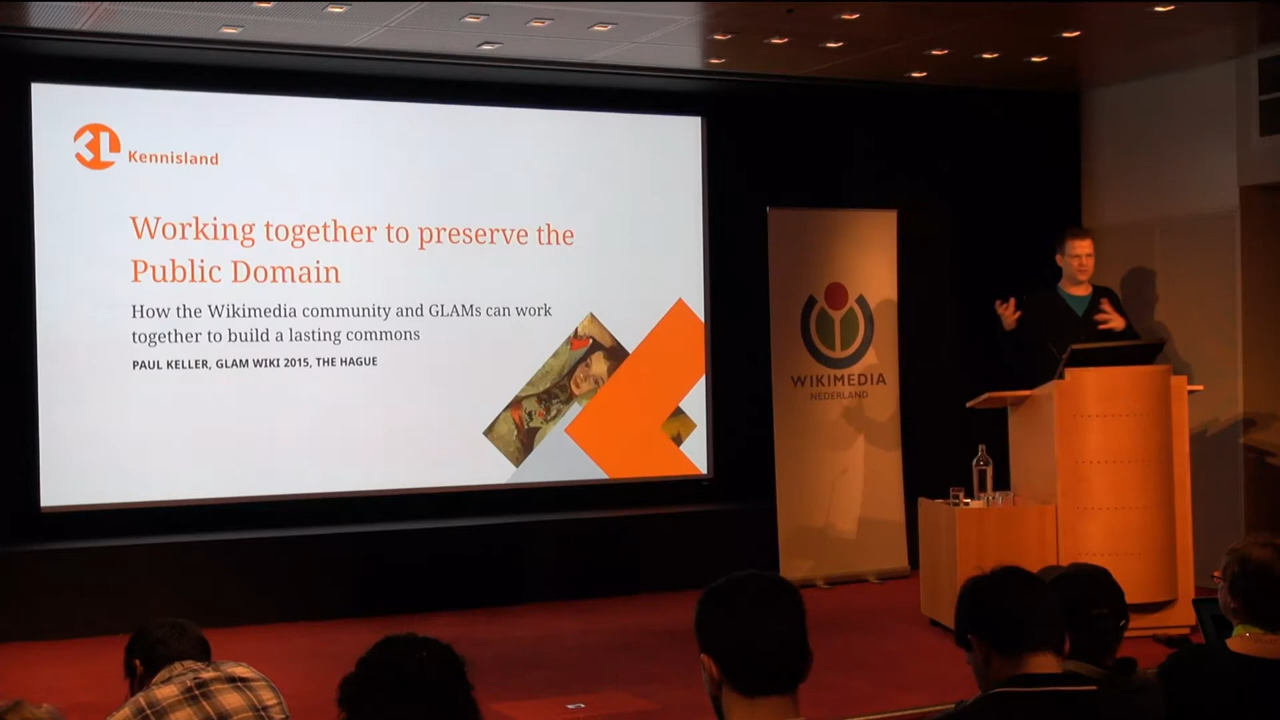 Kennisland
Working together to preserve the
Public Domain
How the Wikimedia community and GLAMs can work
together to build a lasting commons
PAUL KELLER, GLAM WIKI 2015, THE HAGUE
WIKIMEDIA
NEDERLAND